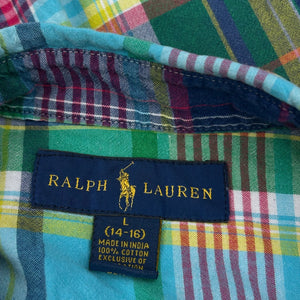 RALPH LAUREN
L
(14-16)
MADE IN INDIA
100% COTTON
EXCLUSIVE OF